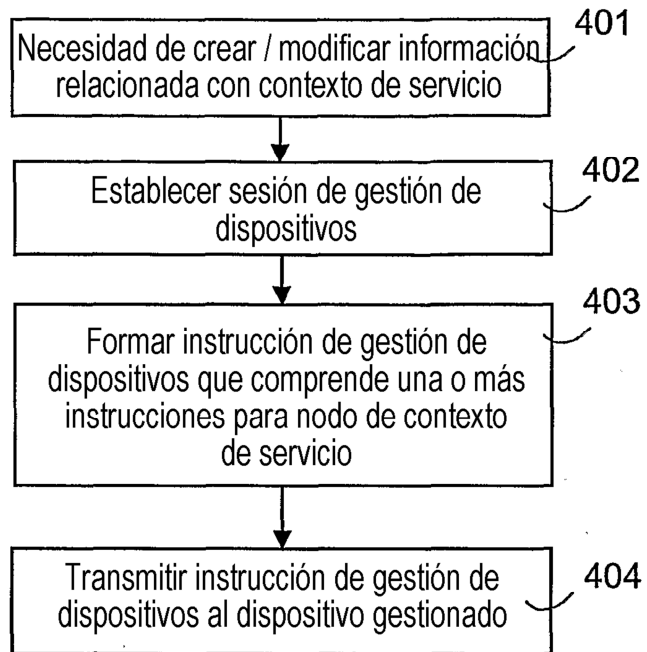 401
Necesidad de crear / modificar información
relacionada con contexto de servicio
402
Establecer sesión de gestión de
dispositivos
403
Formar instrucción de gestión de
dispositivos que comprende una o más
instrucciones para nodo de contexto
de servicio
404
Transmitir instrucción de gestión de
dispositivos al dispositivo gestionado